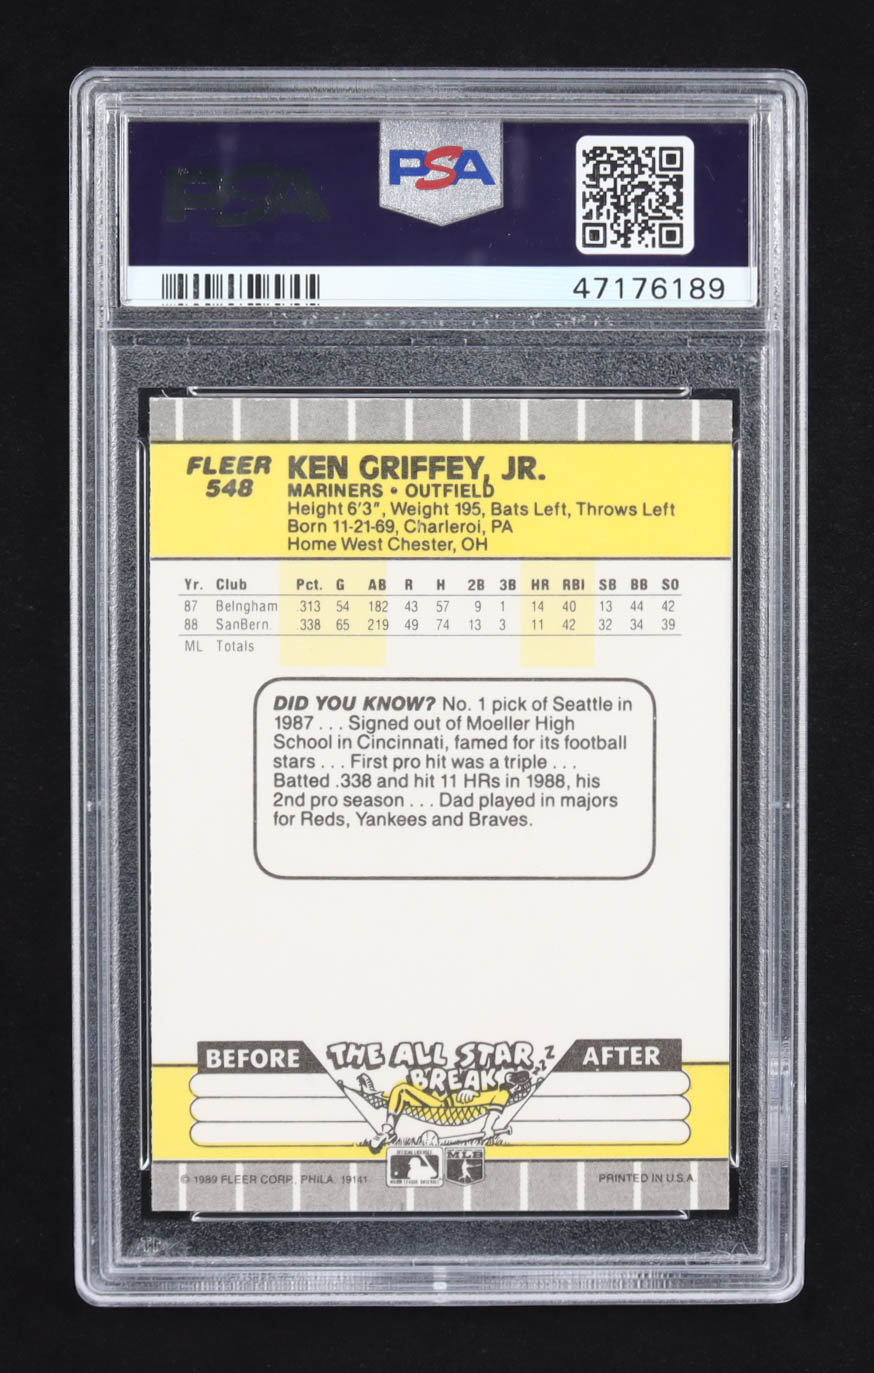 PSA
PSA
47176189
FLEER
548
KEN GRIFFEY, JR.
MARINERS • OUTFIELD
Height 6'3", Weight 195, Bats Left, Throws Left
Born 11-21-69, Charleroi, PA
Home West Chester, OH
Yr. Club Pct. G AB R H 2B 3B HR RBI SB BB SO
87 Belngham .313 54 182 43 57 9 1 14 40 13 44 42
88 SanBern. .338 65 219 49 74 13 3 11 42 32 34 39
ML Totals
DID YOU KNOW? No. 1 pick of Seattle in
1987 . . . Signed out of Moeller High
School in Cincinnati, famed for its football
stars . . . First pro hit was a triple . . .
Batted .338 and hit 11 HRs in 1988, his
2nd pro season . . . Dad played in majors
for Reds, Yankees and Braves.
BEFORE THE ALL STAR BREAK AFTER
zzZ
© 1989 FLEER CORP., PHILA. 19141
MLB
PRINTED IN U.S.A.